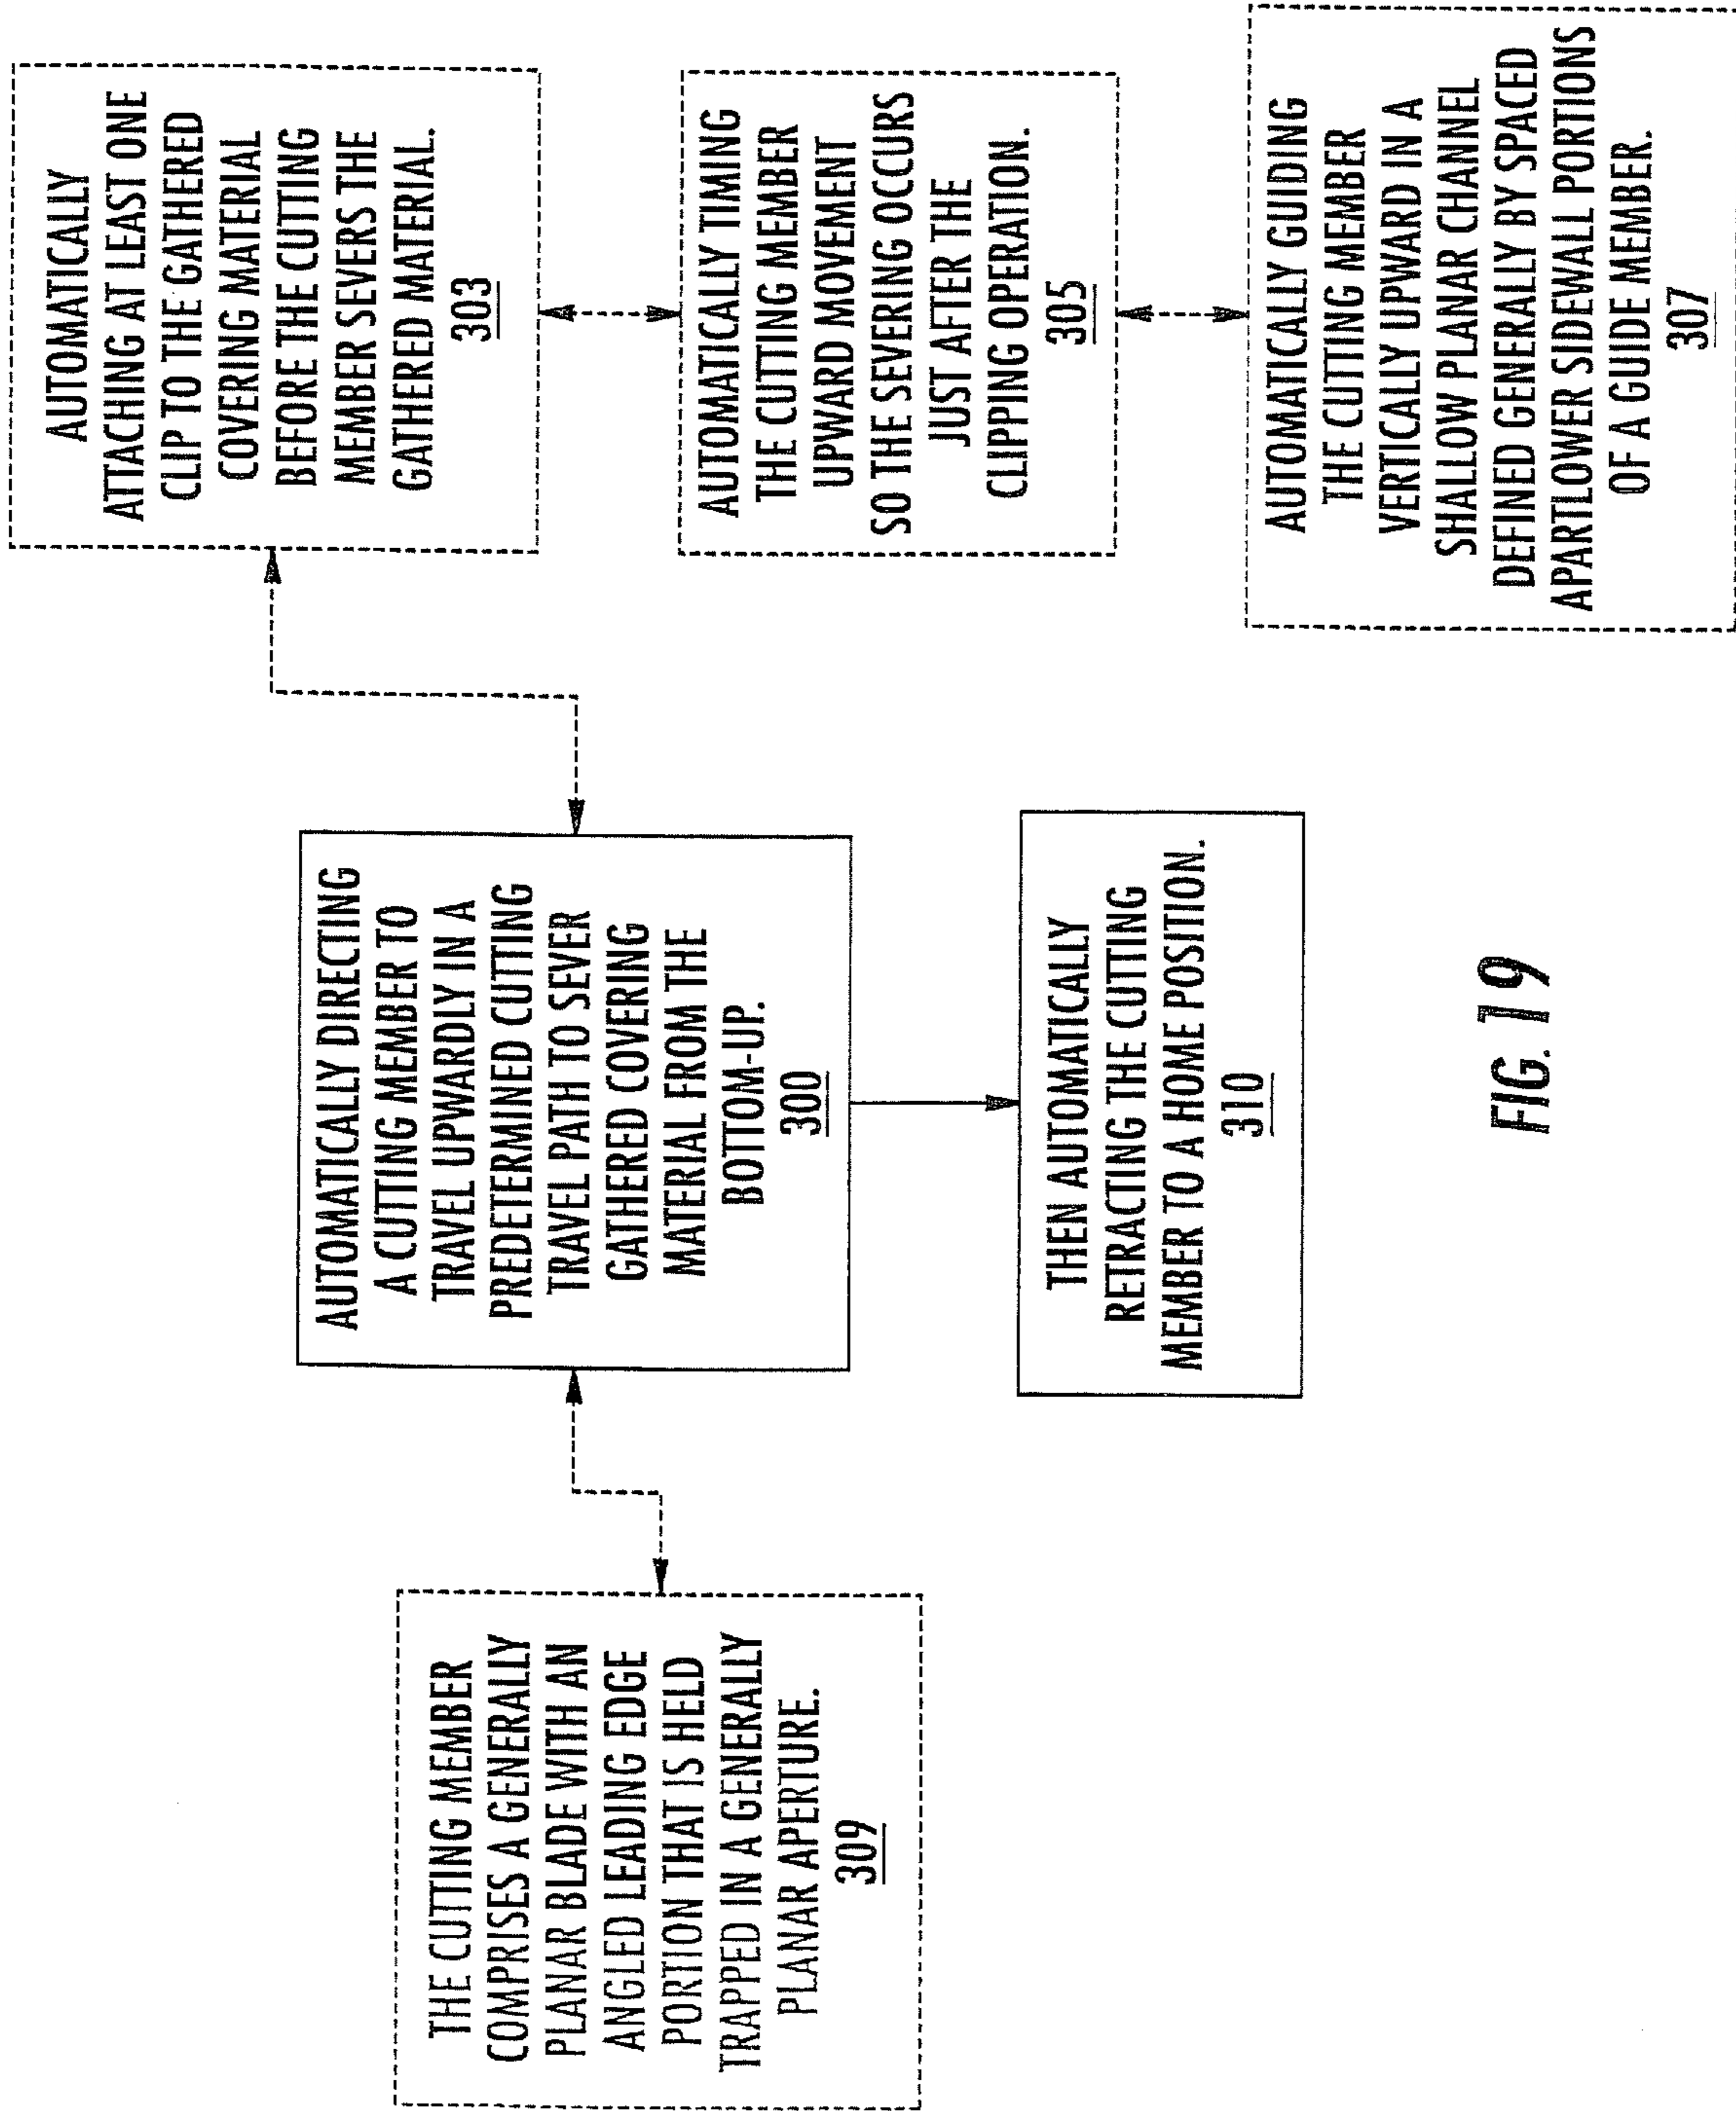 THE CUTTING MEMBER
COMPRISES A GENERALLY
PLANAR BLADE WITH AN
ANGLED LEADING EDGE
PORTION THAT IS HELD
TRAPPED IN A GENERALLY
PLANAR APERTURE.
309
AUTOMATICALLY DIRECTING
A CUTTING MEMBER TO
TRAVEL UPWARDLY IN A
PREDETERMINED CUTTING
TRAVEL PATH TO SEVER
GATHERED COVERING
MATERIAL FROM THE
BOTTOM-UP.
300
THEN AUTOMATICALLY
RETRACTING THE CUTTING
MEMBER TO A HOME POSITION.
310
AUTOMATICALLY
ATTACHING AT LEAST ONE
CLIP TO THE GATHERED
COVERING MATERIAL
BEFORE THE CUTTING
MEMBER SEVERS THE
GATHERED MATERIAL.
303
AUTOMATICALLY TIMING
THE CUTTING MEMBER
UPWARD MOVEMENT
SO THE SEVERING OCCURS
JUST AFTER THE
CLIPPING OPERATION.
305
AUTOMATICALLY GUIDING
THE CUTTING MEMBER
VERTICALLY UPWARD IN A
SHALLOW PLANAR CHANNEL
DEFINED GENERALLY BY SPACED
APARTLOWER SIDEWALL PORTIONS
OF A GUIDE MEMBER.
307
FIG. 19